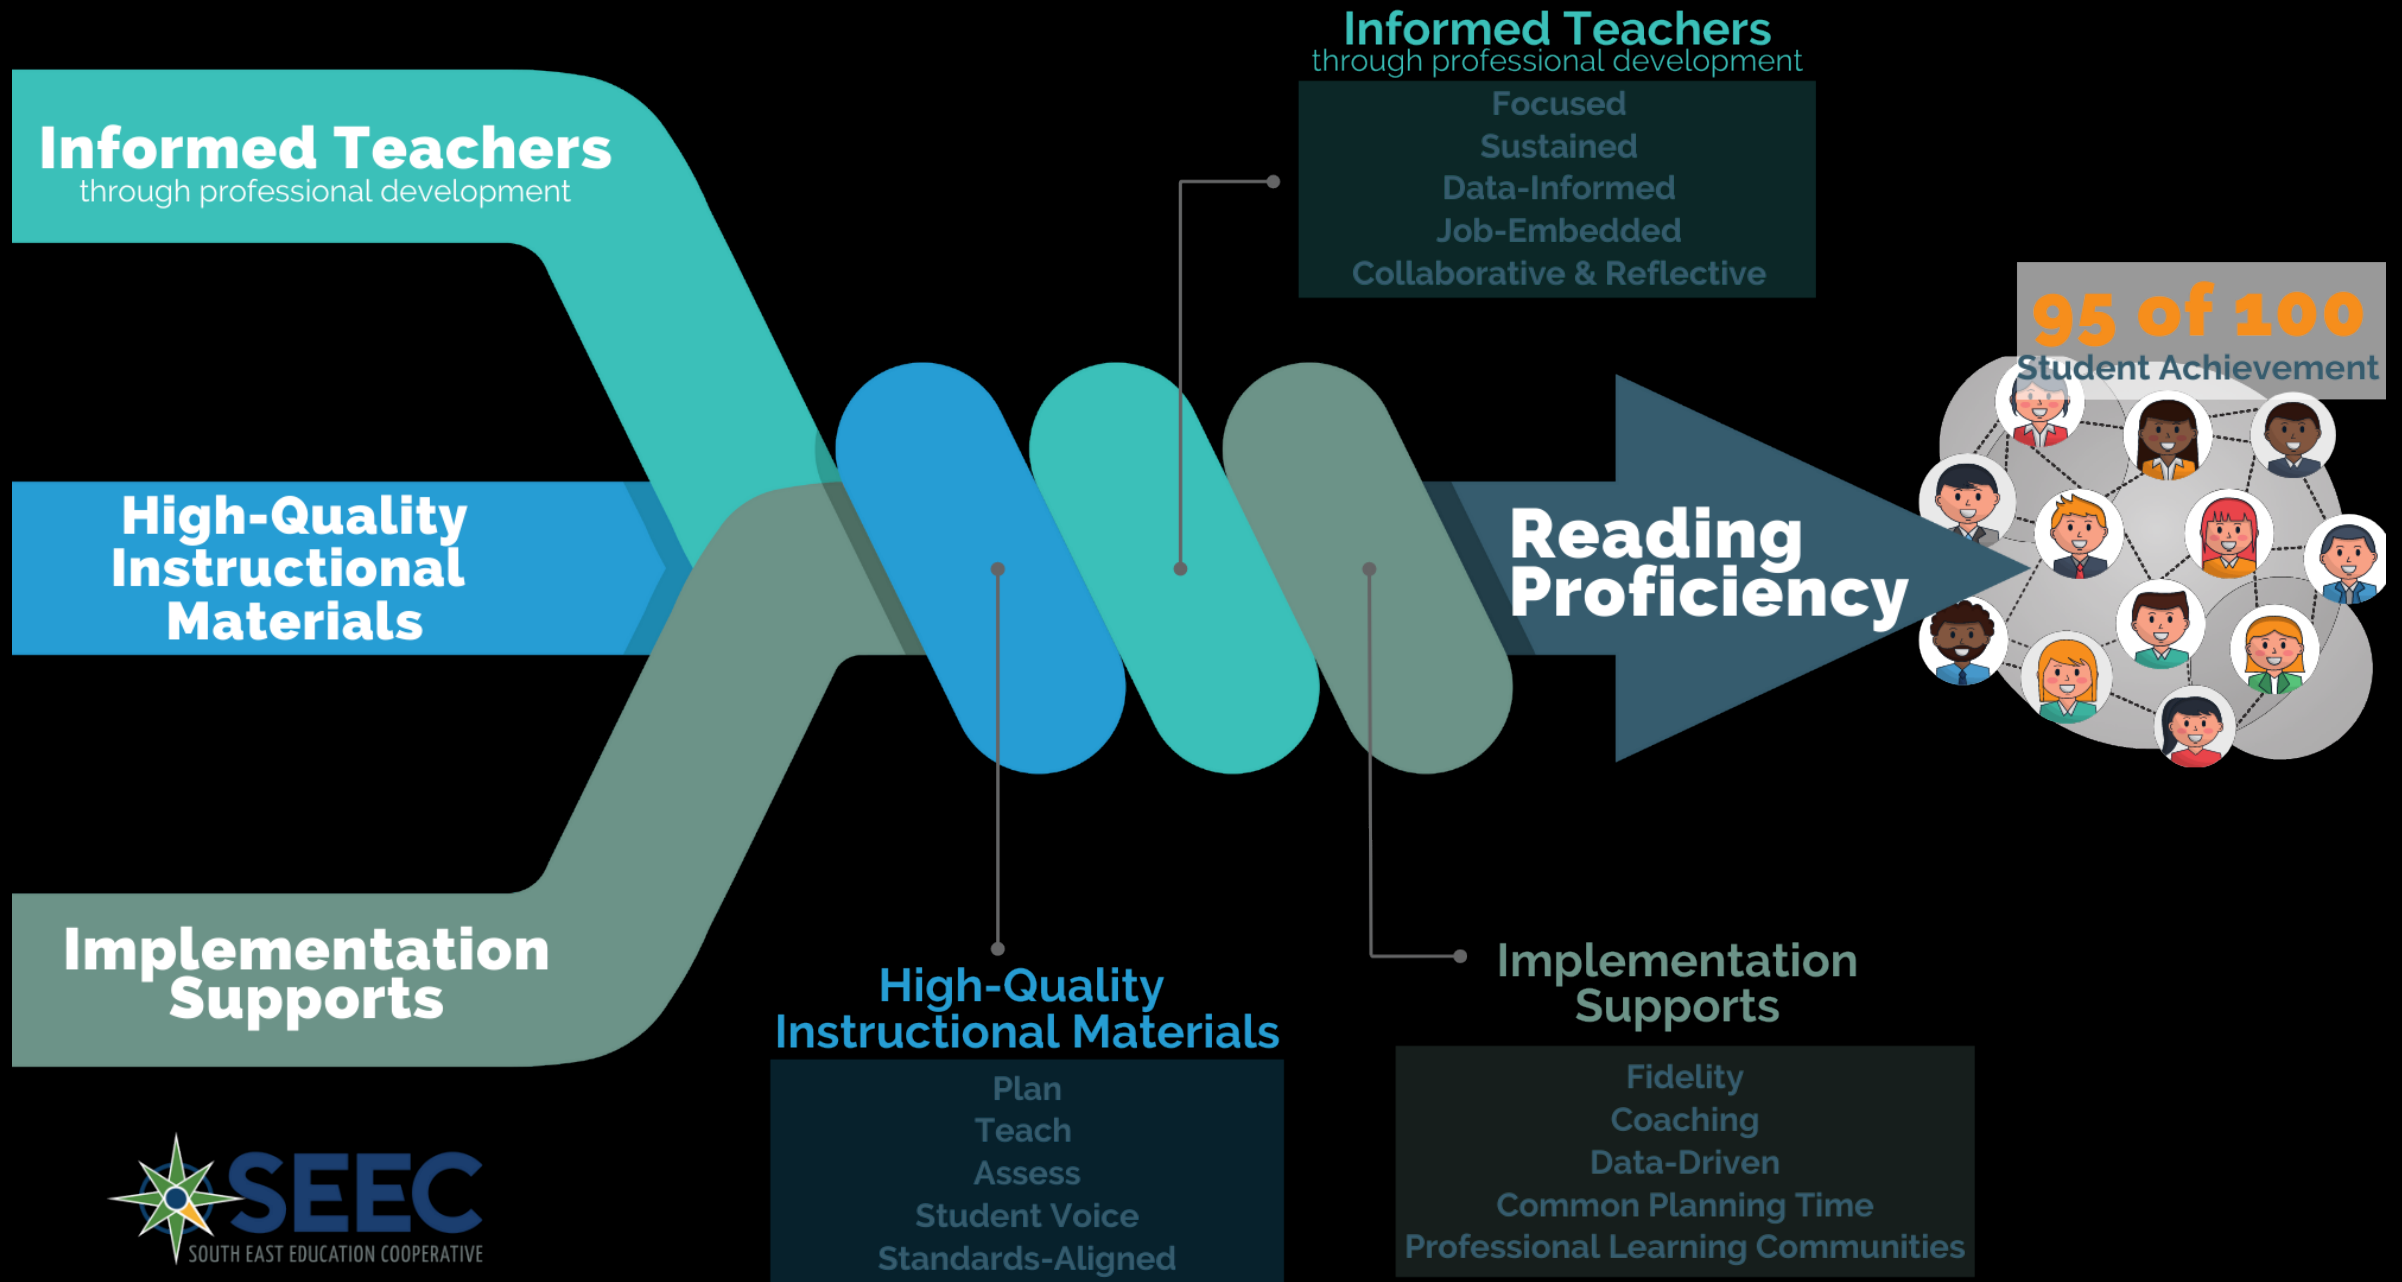 Informed Teachers
through professional development
High-Quality
Instructional
Materials
Implementation
Supports
Informed Teachers
through professional development
Focused
Sustained
Data-Informed
Job-Embedded
Collaborative & Reflective
High-Quality
Instructional Materials
Plan
Teach
Assess
Student Voice
Standards-Aligned
Implementation
Supports
Fidelity
Coaching
Data-Driven
Common Planning Time
Professional Learning Communities
Reading
Proficiency
95 of 100
Student Achievement
SEEC
SOUTH EAST EDUCATION COOPERATIVE